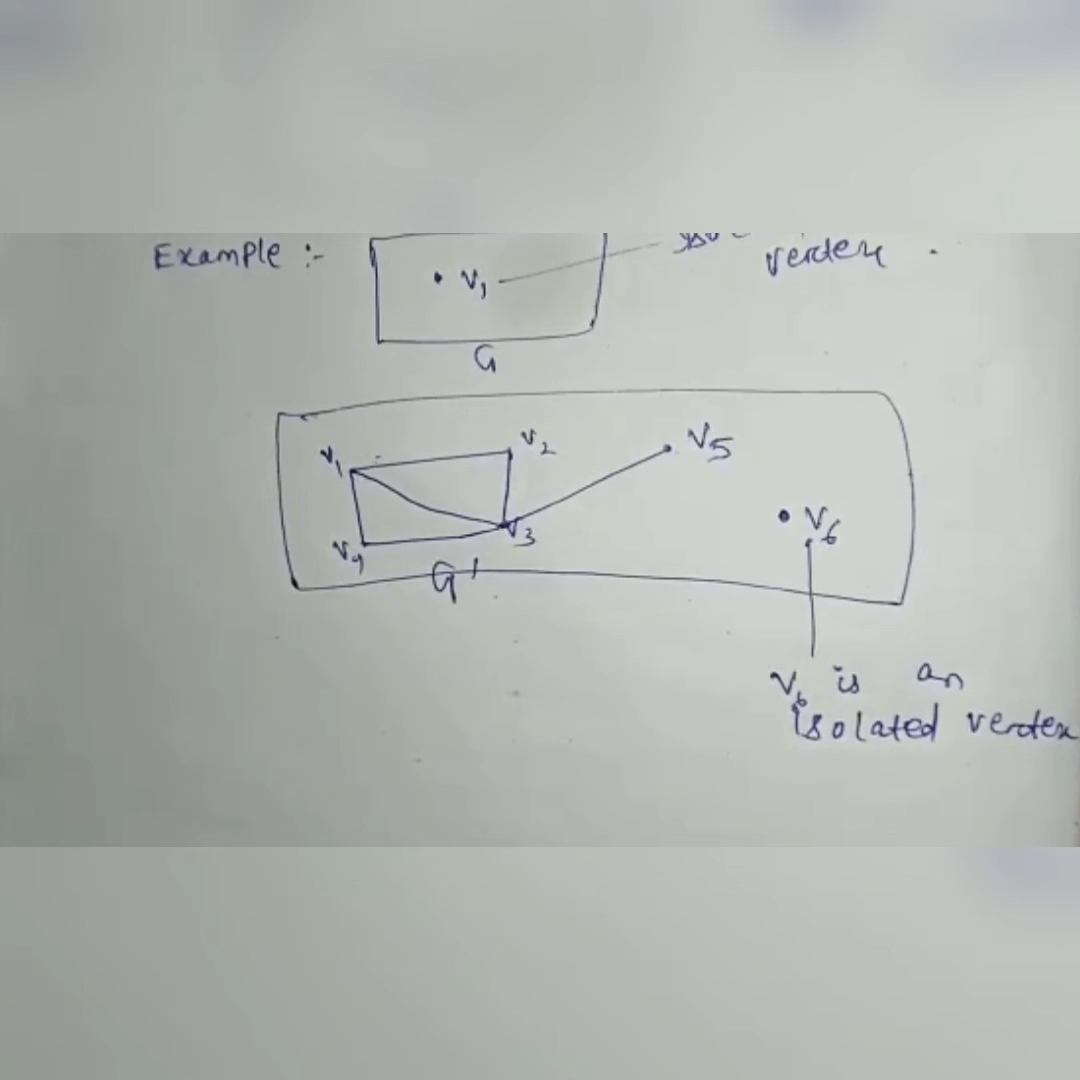 Example :-
V1
vertex .
G
V1
V2
V5
V6
V4
V3
G'
V6 is an
isolated vertex